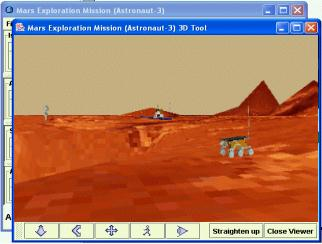 Mars Exploration Mission (Astronaut-3)
Mars Exploration Mission (Astronaut-3) 3D Tool
Straighten up
Close Viewer